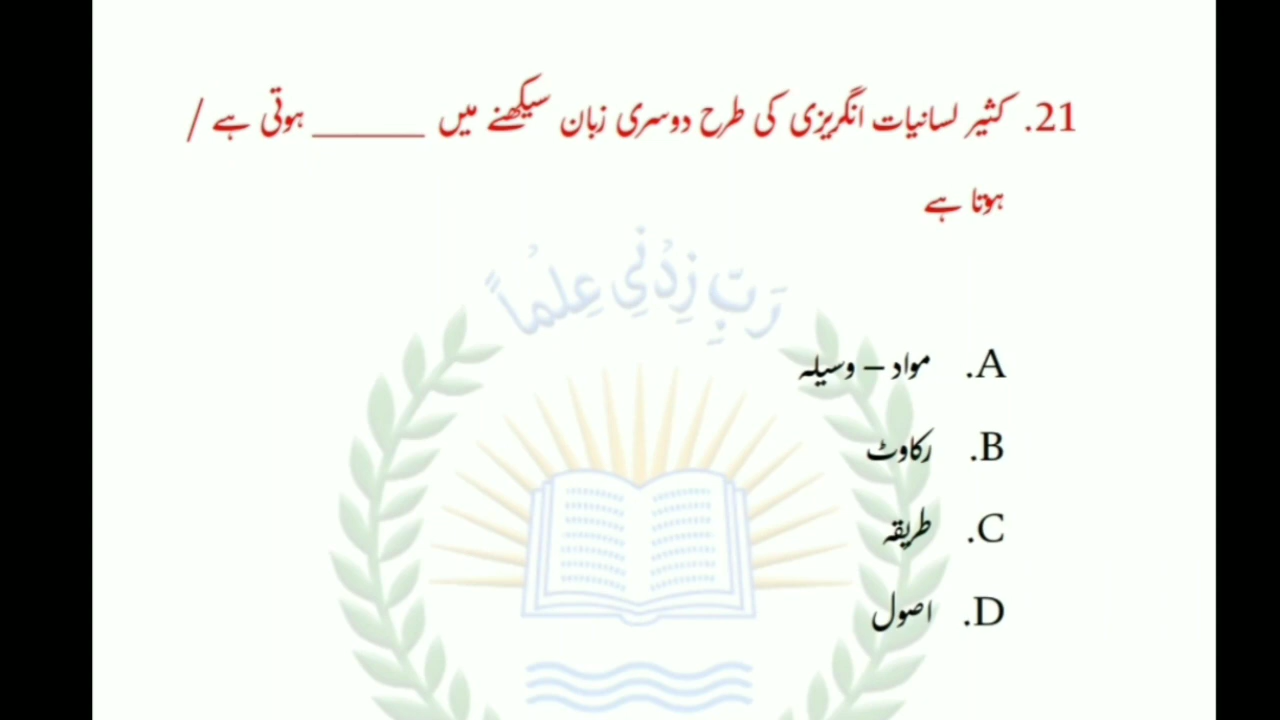 21. کثیر لسانیات انگریزی کی طرح دوسری زبان سیکھنے میں ______ ہوتی ہے /
ہوتا ہے
رَبِّ زِدْنِي عِلْماً
A. مواد – وسیلہ
B. رکاوٹ
C. طریقہ
D. اصول